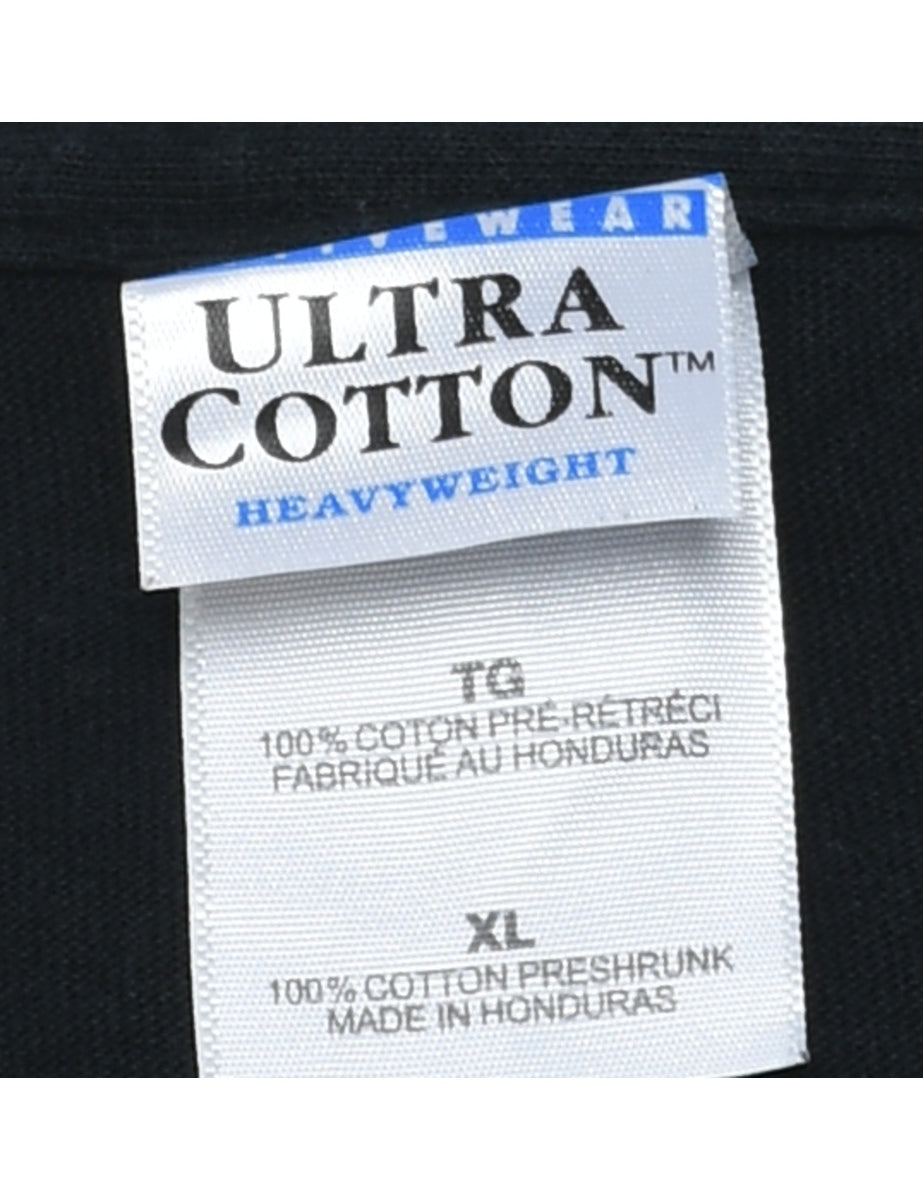 ULTRA
COTTON™
HEAVYWEIGHT
TG
100% COTON PRÉ-RÉTRÉCI
FABRIQUÉ AU HONDURAS
XL
100% COTTON PRESHRUNK
MADE IN HONDURAS